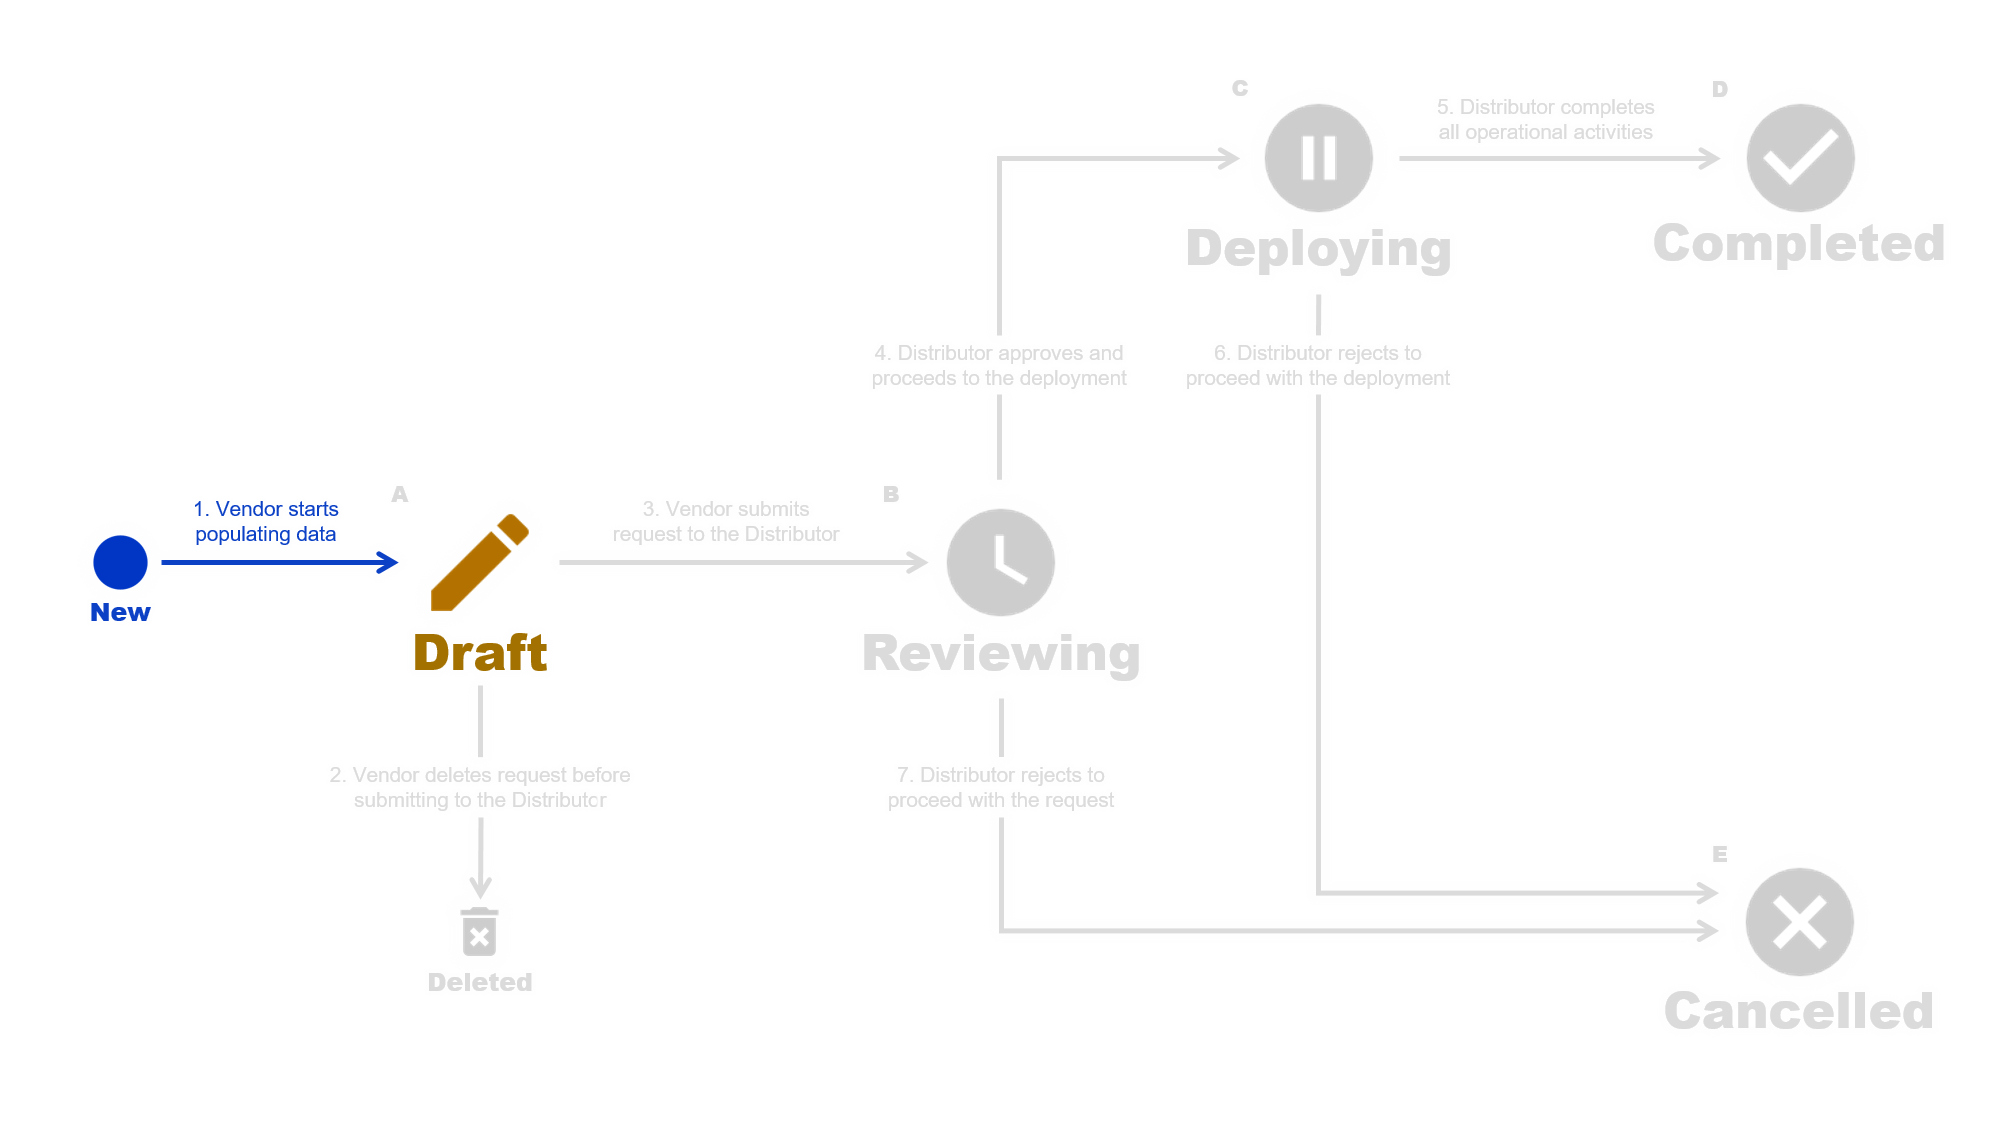 C
5. Distributor completes
all operational activities
D
Deploying
Completed
4. Distributor approves and
proceeds to the deployment
6. Distributor rejects to
proceed with the deployment
1. Vendor starts
populating data
A
3. Vendor submits
request to the Distributor
B
New
Draft
Reviewing
2. Vendor deletes request before
submitting to the Distributor
7. Distributor rejects to
proceed with the request
E
Deleted
Cancelled